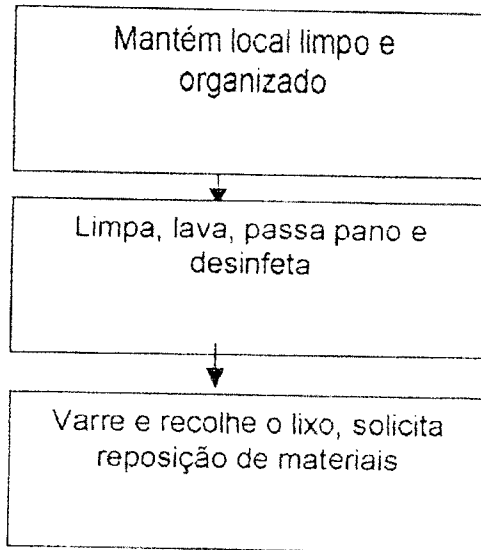 Mantém local limpo e
organizado
Limpa, lava, passa pano e
desinfeta
Varre e recolhe o lixo, solicita
reposição de materiais